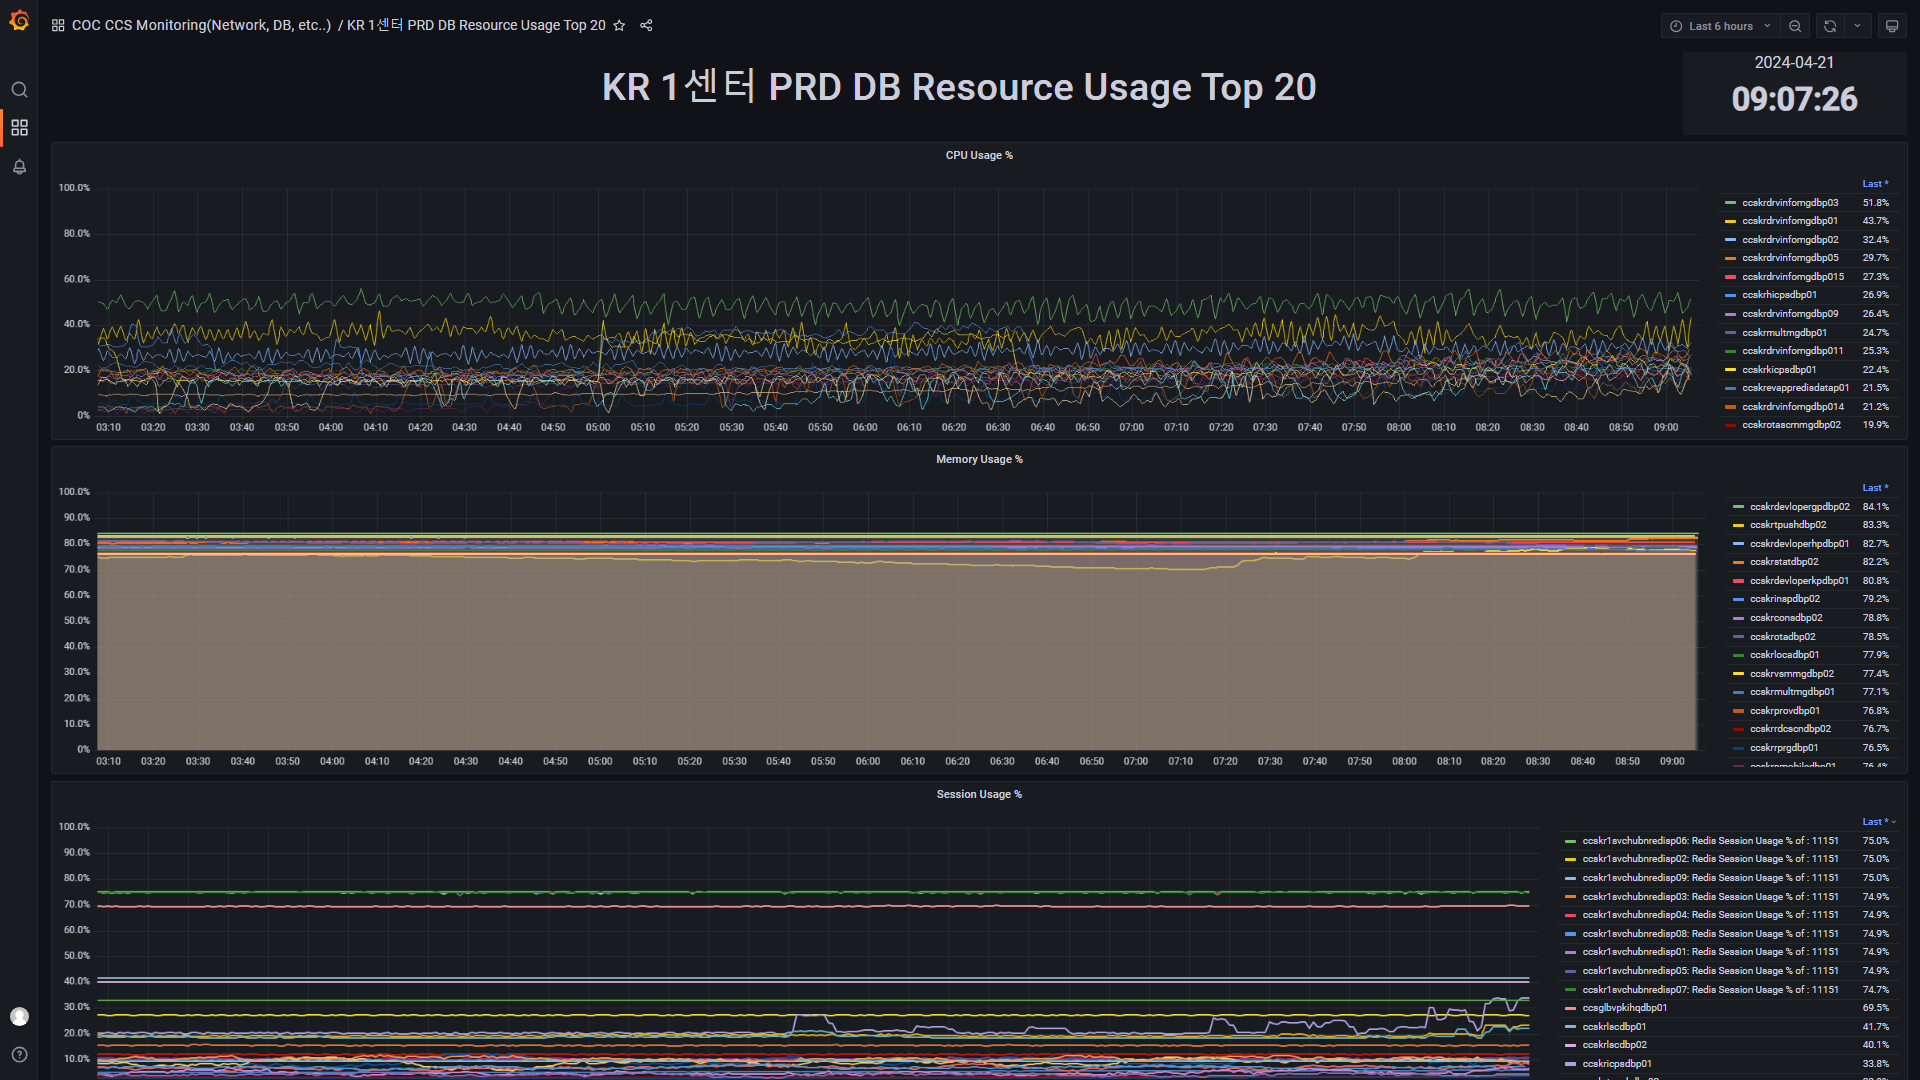 COC CCS Monitoring(Network, DB, etc..) / KR 1센터 PRD DB Resource Usage Top 20
Last 6 hours
KR 1센터 PRD DB Resource Usage Top 20
2024-04-21
09:07:26
CPU Usage %
100.0%
80.0%
60.0%
40.0%
20.0%
0%
03:10 03:20 03:30 03:40 03:50 04:00 04:10 04:20 04:30 04:40 04:50 05:00 05:10 05:20 05:30 05:40 05:50 06:00 06:10 06:20 06:30 06:40 06:50 07:00 07:10 07:20 07:30 07:40 07:50 08:00 08:10 08:20 08:30 08:40 08:50 09:00
Last *
ccskrdrvinfomgdbp03 51.8%
ccskrdrvinfomgdbp01 43.7%
ccskrdrvinfomgdbp02 32.4%
ccskrdrvinfomgdbp05 29.7%
ccskrdrvinfomgdbp015 27.3%
ccskrhicpsdbp01 26.9%
ccskrdrvinfomgdbp09 26.4%
ccskrmultmgdbp01 24.7%
ccskrdrvinfomgdbp011 25.3%
ccskrkicpsdbp01 22.4%
ccskrevappredisdatap01 21.5%
ccskrdrvinfomgdbp014 21.2%
ccskrotascmmgdbp02 19.9%
Memory Usage %
100.0%
90.0%
80.0%
70.0%
60.0%
50.0%
40.0%
30.0%
20.0%
10.0%
0%
03:10 03:20 03:30 03:40 03:50 04:00 04:10 04:20 04:30 04:40 04:50 05:00 05:10 05:20 05:30 05:40 05:50 06:00 06:10 06:20 06:30 06:40 06:50 07:00 07:10 07:20 07:30 07:40 07:50 08:00 08:10 08:20 08:30 08:40 08:50 09:00
Last *
ccskrdevlopergpdbp02 84.1%
ccskrtpushdbp02 83.3%
ccskrdevloperhpdbp01 82.7%
ccskrstatdbp02 82.2%
ccskrdevloperkpdbp01 80.8%
ccskrinspdbp02 79.2%
ccskrconsdbp02 78.8%
ccskrotadbp02 78.5%
ccskrlocadbp01 77.9%
ccskrvsmmgdbp02 77.4%
ccskrmultmgdbp01 77.1%
ccskrprovdbp01 76.8%
ccskrrdcscndbp02 76.7%
ccskrrprgdbp01 76.5%
76.4%
Session Usage %
100.0%
90.0%
80.0%
70.0%
60.0%
50.0%
40.0%
30.0%
20.0%
10.0%
Last *
ccskr1svchubnredisp06: Redis Session Usage % of : 11151 75.0%
ccskr1svchubnredisp02: Redis Session Usage % of : 11151 75.0%
ccskr1svchubnredisp09: Redis Session Usage % of : 11151 75.0%
ccskr1svchubnredisp03: Redis Session Usage % of : 11151 74.9%
ccskr1svchubnredisp04: Redis Session Usage % of : 11151 74.9%
ccskr1svchubnredisp08: Redis Session Usage % of : 11151 74.9%
ccskr1svchubnredisp01: Redis Session Usage % of : 11151 74.9%
ccskr1svchubnredisp05: Redis Session Usage % of : 11151 74.9%
ccskr1svchubnredisp07: Redis Session Usage % of : 11151 74.7%
ccsglbvpkihqdbp01 69.5%
ccskrlscdbp01 41.7%
ccskrlscdbp02 40.1%
ccskricpsdbp01 33.8%